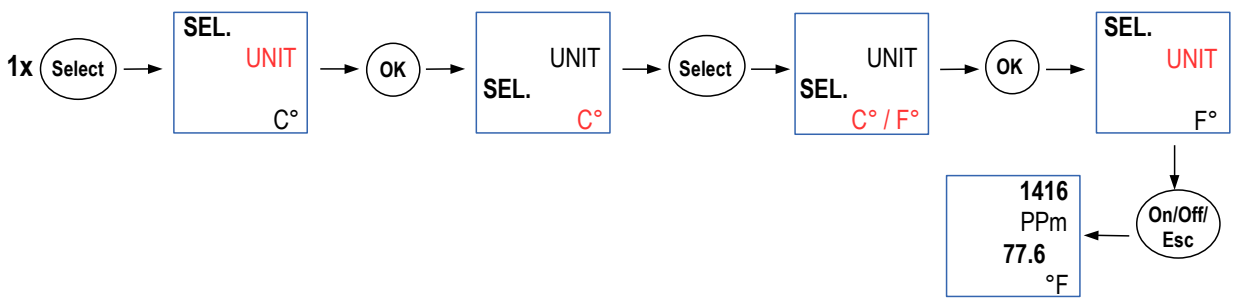 1x
Select
SEL.
UNIT
C°
OK
UNIT
SEL.
C°
Select
UNIT
SEL.
C° / F°
OK
SEL.
UNIT
F°
On/Off/
Esc
1416
PPm
77.6
°F